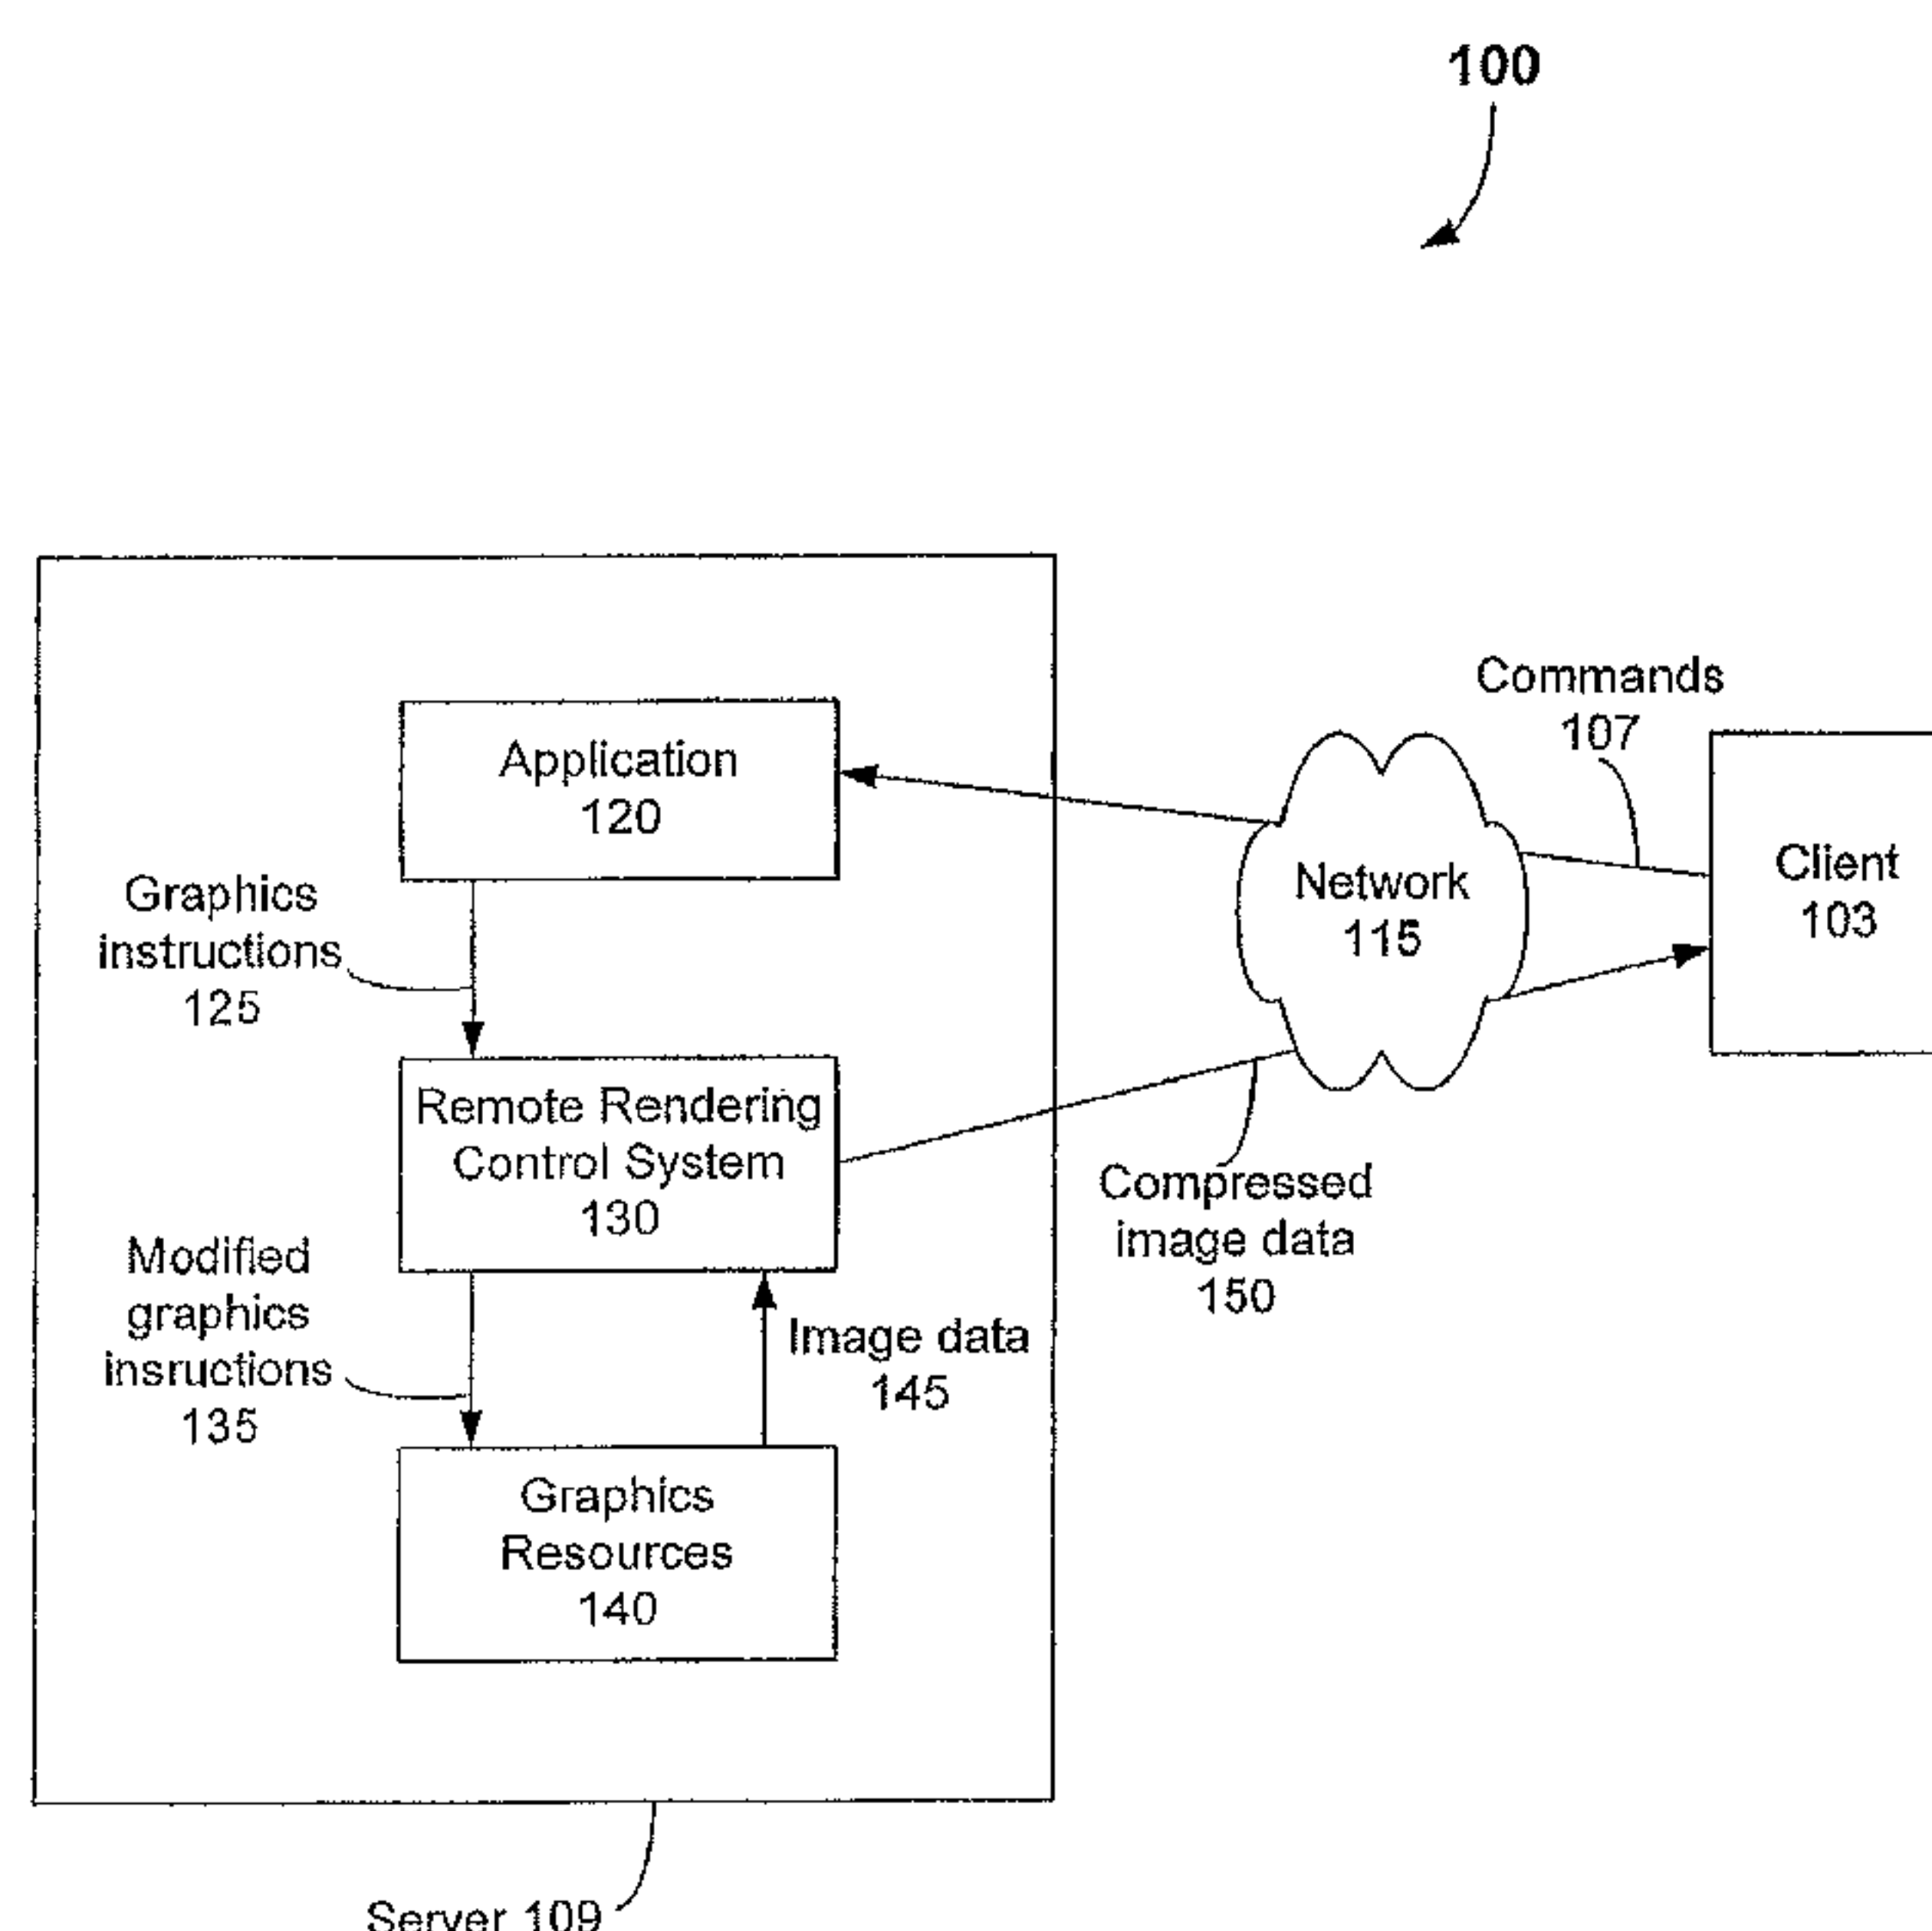 100
Commands
107
Application
120
Client
103
Network
115
Graphics
instructions
125
Remote Rendering
Control System
130
Compressed
image data
150
Modified
graphics
insructions
135
Image data
145
Graphics
Resources
140
Server 109